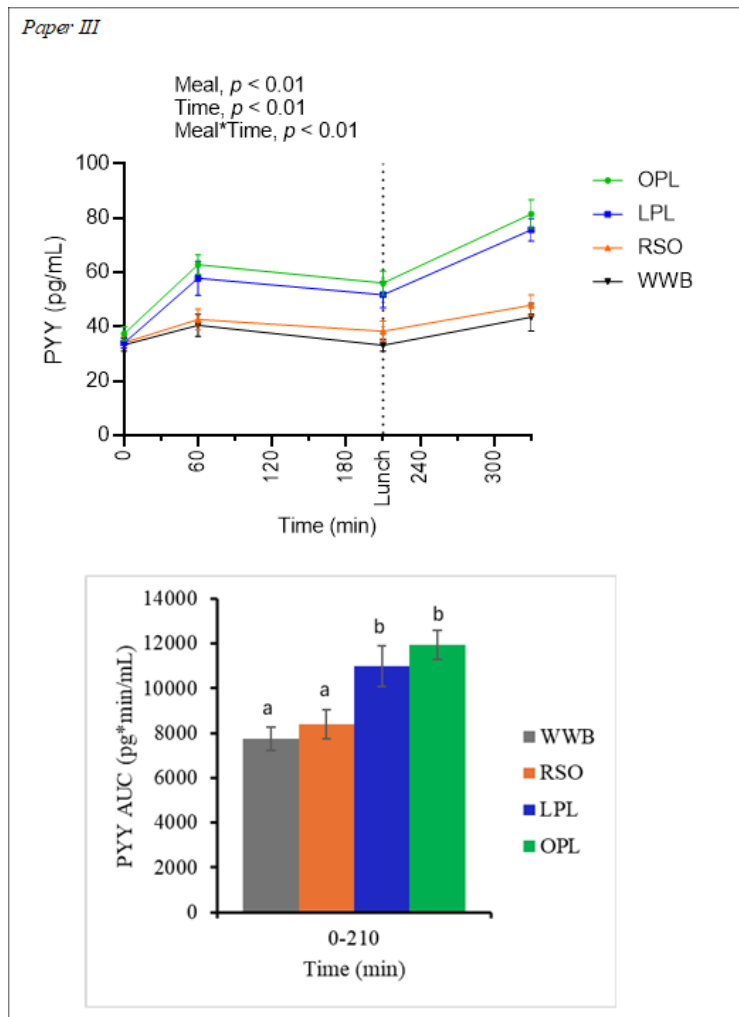 Paper III
Meal, p < 0.01
Time, p < 0.01
Meal*Time, p < 0.01
100
80
60
40
20
0
PYY (pg/mL)
0
60
120
180
Lunch
240
300
Time (min)
OPL
LPL
RSO
WWB
14000
12000
10000
8000
6000
4000
2000
0
PYY AUC (pg*min/mL)
a
a
b
b
0-210
Time (min)
WWB
RSO
LPL
OPL